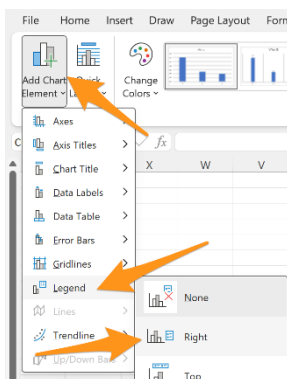 File Home Insert Draw Page Layout Form
Add Chart Quick Change
Element Colors
fx
X W V
Axes
Axis Titles
Chart Title
Data Labels
Data Table
Error Bars
Gridlines
Legend
None
Lines
Trendline
Right
Up/Down
Top